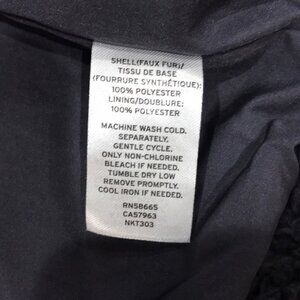 SHELL(FAUX FUR)/
TISSU DE BASE
(FOURRURE SYNTHÉTIQUE):
100% POLYESTER
LINING/DOUBLURE:
100% POLYESTER
MACHINE WASH COLD.
SEPARATELY.
GENTLE CYCLE.
ONLY NON-CHLORINE
BLEACH IF NEEDED.
TUMBLE DRY LOW
REMOVE PROMPTLY.
COOL IRON IF NEEDED.
RN58665
CA57963
NKT303